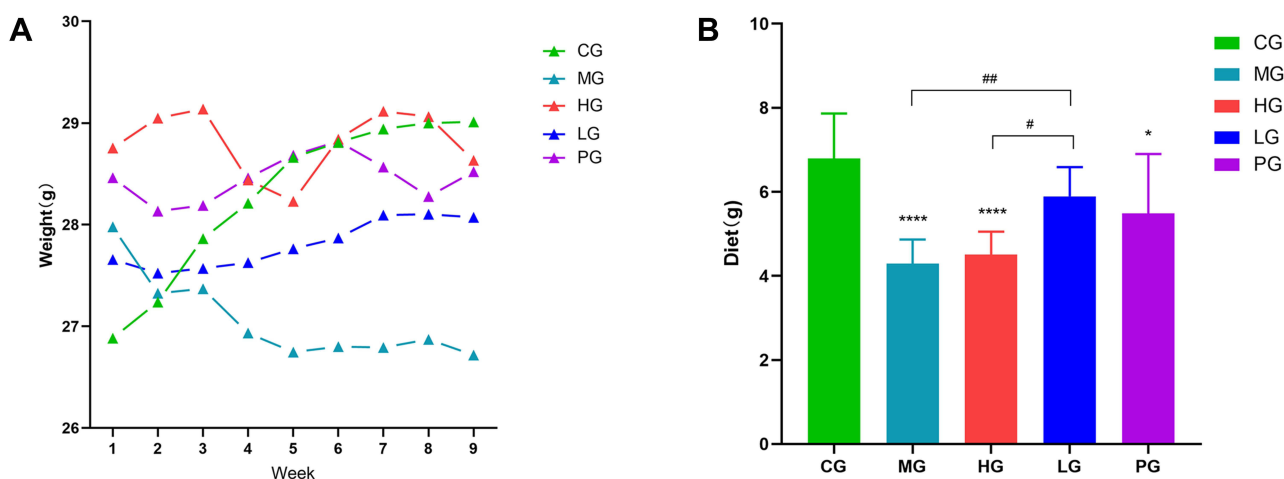 A
30
29
28
27
26
Weight(g)
1 2 3 4 5 6 7 8 9
Week
CG
MG
HG
LG
PG
B
10
8
6
4
2
0
Diet(g)
##
#
*
**** ****
CG MG HG LG PG
CG
MG
HG
LG
PG